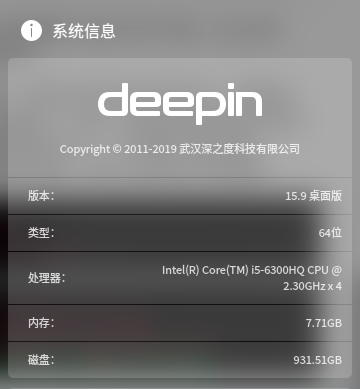 系统信息
deepin
Copyright © 2011-2019 武汉深之度科技有限公司
版本： 15.9 桌面版
类型： 64位
处理器： Intel(R) Core(TM) i5-6300HQ CPU @
2.30GHz x 4
内存： 7.71GB
磁盘： 931.51GB